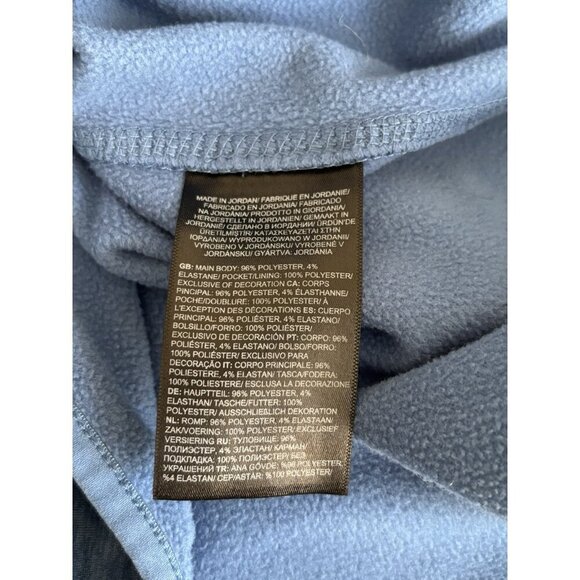 MADE IN JORDAN/ FABRIQUE EN JORDANIE/
FABRICADO EN JORDANIA/ FABRICADO
NA JORDÂNIA/ PRODOTTO IN GIORDANIA/
HERGESTELLT IN JORDANIEN/ GEMAAKT IN
JORDANIË/ СДЕЛАНО В ИОРДАНИИ/ ÜRDÜN'DE
ÜRETİLMİŞTİR/ ΚΑΤΑΣΚΕΥΑΖΕΤΑΙ ΣΤΗΝ
ΙΟΡΔΑΝΙΑ/ WYPRODUKOWANO W JORDANII/
VYROBENO V JORDÁNSKU/ VYROBENÉ V
JORDÁNSKU/ GYÁRTVA: JORDÁNIA
GB: MAIN BODY: 96% POLYESTER, 4%
ELASTANE/ POCKET/LINING: 100% POLYESTER/
EXCLUSIVE OF DECORATION CA: CORPS
PINCIPAL: 96% POLYESTER, 4% ÉLASTHANNE/
POCHE/DOUBLURE: 100% POLYESTER/ À
L'EXCEPTION DES DÉCORATIONS ES: CUERPO
PRINCIPAL: 96% POLIÉSTER, 4% ELASTANO/
BOLSILLO/FORRO: 100% POLIÉSTER/
EXCLUSIVO DE DECORACIÓN PT: CORPO: 96%
POLIÉSTER, 4% ELASTANO/ BOLSO/FORRO:
100% POLIÉSTER/ EXCLUSIVO PARA
DECORAÇÃO IT: CORPO PRINCIPALE: 96%
POLIESTERE, 4% ELASTAN/ TASCA/FODERA:
100% POLIESTERE/ ESCLUSA LA DECORAZIONE
DE: HAUPTTEIL: 96% POLYESTER, 4%
ELASTHAN/ TASCHE/FUTTER: 100%
POLYESTER/ AUSSCHLIEßLICH DEKORATION
NL: ROMP: 96% POLYESTER, 4% ELASTAAN/
ZAK/VOERING: 100% POLYESTER/ EXCLUSIEF
VERSIERING RU: ТУЛОВИЩЕ: 96%
ПОЛИЭСТЕР, 4% ЭЛАСТАН/ КАРМАН/
ПОДКЛАДКА: 100% ПОЛИЭСТЕР/ БЕЗ
УКРАШЕНИЙ TR: ANA GÖVDE: %96 POLYESTER,
%4 ELASTAN/ CEP/ASTAR: %100 POLYESTER/